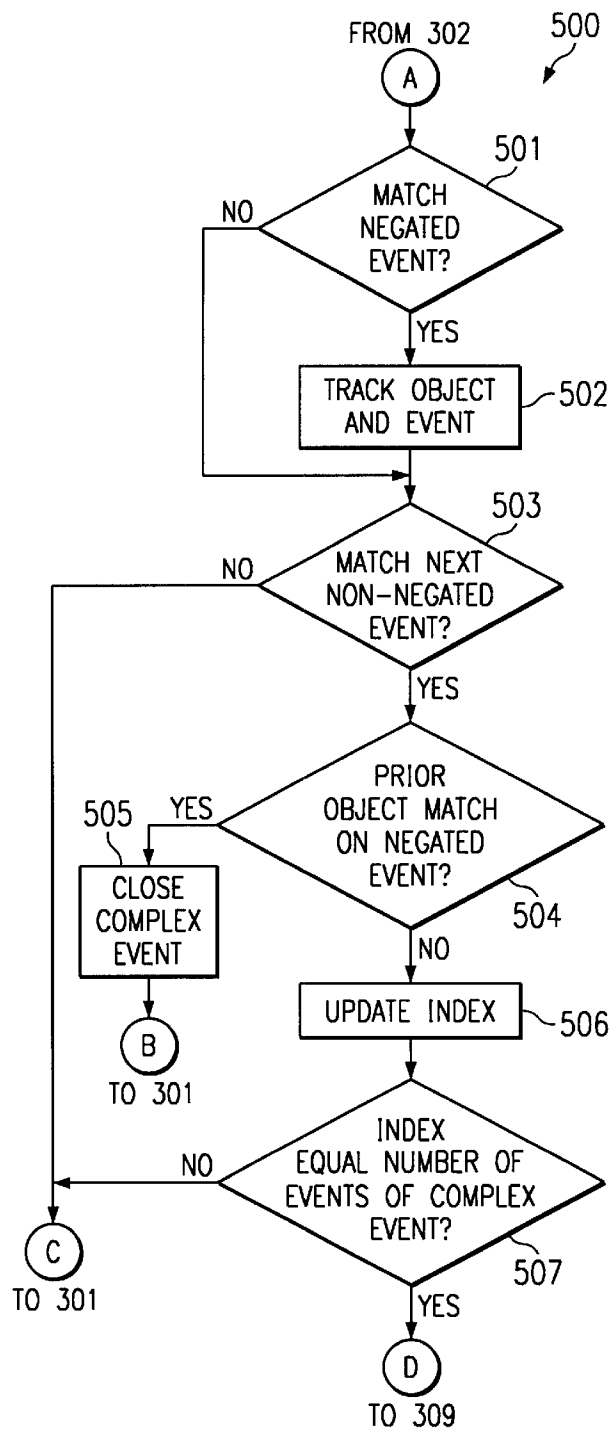 FROM 302
500
A
501
NO
MATCH
NEGATED
EVENT?
YES
TRACK OBJECT
AND EVENT
502
503
NO
MATCH NEXT
NON-NEGATED
EVENT?
YES
505
YES
PRIOR
OBJECT MATCH
ON NEGATED
EVENT?
504
CLOSE
COMPLEX
EVENT
NO
B
TO 301
UPDATE INDEX
506
NO
INDEX
EQUAL NUMBER OF
EVENTS OF COMPLEX
EVENT?
507
C
TO 301
YES
D
TO 309